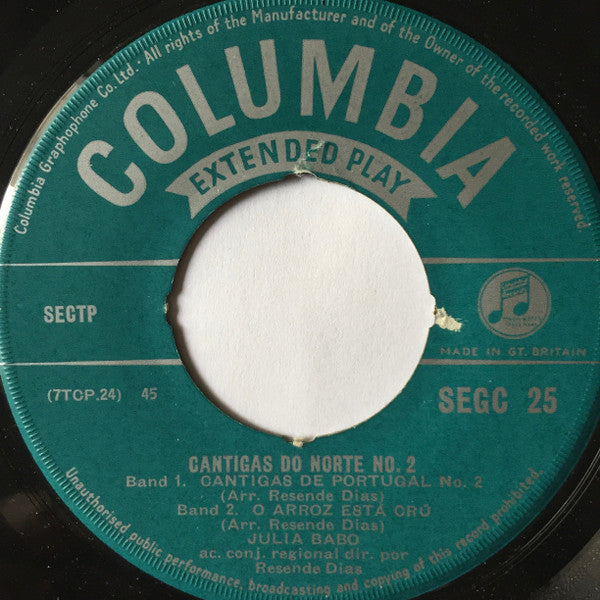 Columbia Graphophone Co. Ltd. · All rights of the Manufacturer and of the Owner of the recorded work reserved.
COLUMBIA
EXTENDED PLAY
SECTP
MADE IN GT. BRITAIN
(7TCP.24) 45
SEGC 25
CANTIGAS DO NORTE NO. 2
Band 1. CANTIGAS DE PORTUGAL No. 2
(Arr. Resende Dias)
Band 2. O ARROZ ESTÁ CRÚ
(Arr. Resende Dias)
JULIA BABO
ac. conj. regional dir. por
Resende Dias
Unauthorised public performance, broadcasting and copying of this record prohibited.